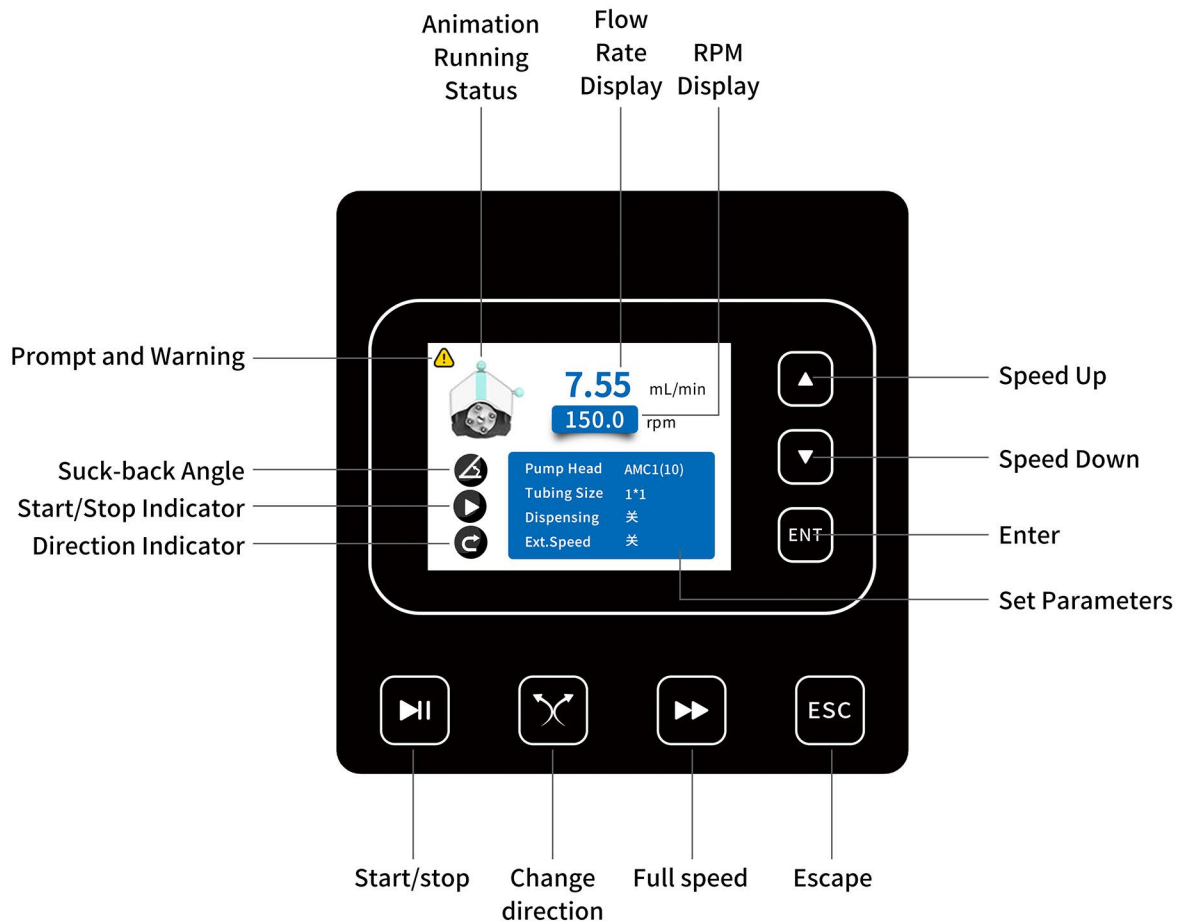 Animation
Running
Status
Flow
Rate
Display
RPM
Display
Prompt and Warning
7.55 mL/min
150.0 rpm
Speed Up
Suck-back Angle
Start/Stop Indicator
Direction Indicator
Pump Head AMC1(10)
Tubing Size 1*1
Dispensing 关
Ext.Speed 关
Speed Down
ENT
Enter
Set Parameters
ESC
Start/stop
Change
direction
Full speed
Escape